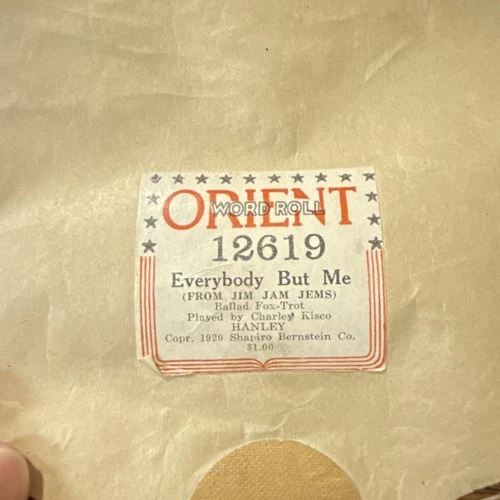 ORIENT
WORD ROLL
12619
Everybody But Me
(FROM JIM JAM JEMS)
Ballad Fox-Trot
Played by Charley Kisco
HANLEY
Copr. 1920 Shapiro Bernstein Co.
$1.00